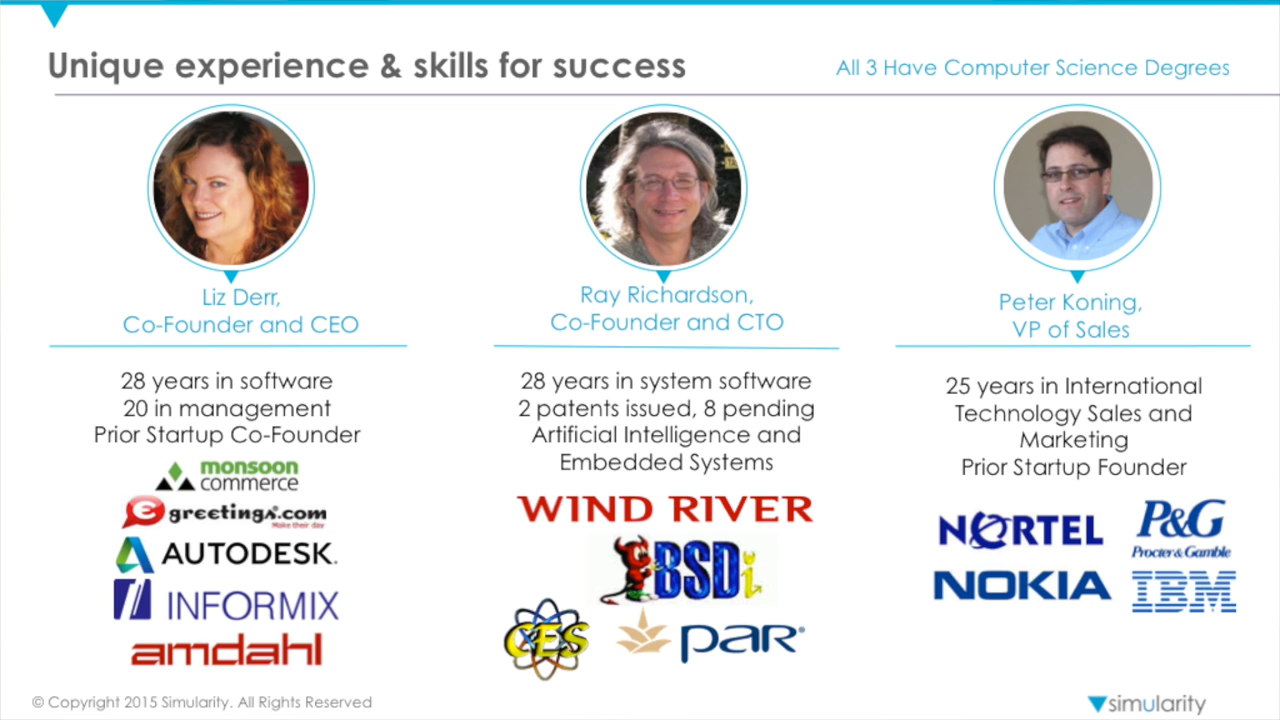 Unique experience & skills for success
All 3 Have Computer Science Degrees
Liz Derr,
Co-Founder and CEO
28 years in software
20 in management
Prior Startup Co-Founder
monsoon
commerce
egreetings.com
Make their day
AUTODESK.
INFORMIX
amdahl
Ray Richardson,
Co-Founder and CTO
28 years in system software
2 patents issued, 8 pending
Artificial Intelligence and
Embedded Systems
WIND RIVER
BSDi
CES
par®
Peter Koning,
VP of Sales
25 years in International
Technology Sales and
Marketing
Prior Startup Founder
NORTEL
P&G
Procter & Gamble
NOKIA
IBM
© Copyright 2015 Simularity. All Rights Reserved
simularity